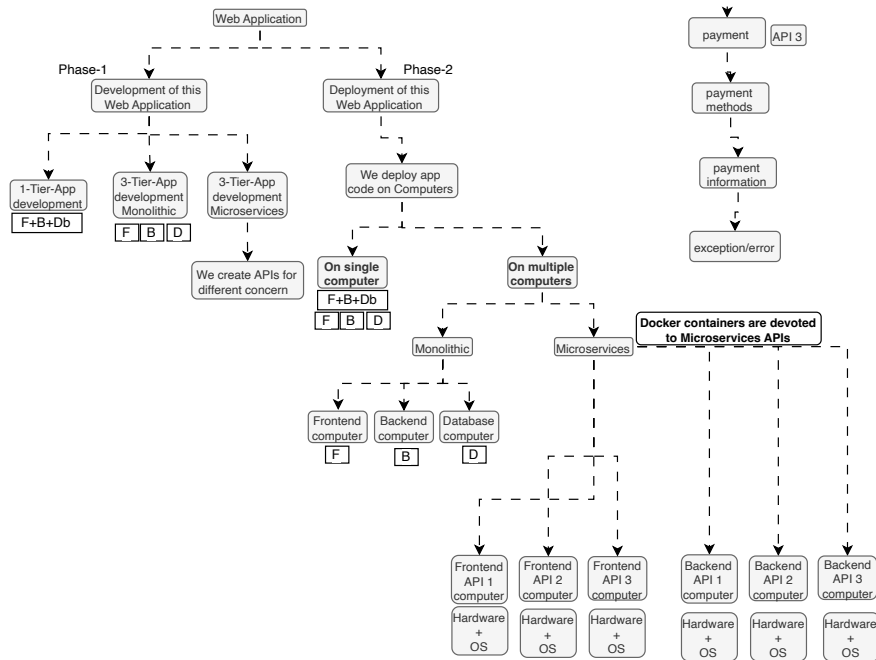 Web Application
payment
API 3
Phase-1
Phase-2
Development of this
Web Application
Deployment of this
Web Application
payment
methods
1-Tier-App
development
3-Tier-App
development
Monolithic
3-Tier-App
development
Microservices
We deploy app
code on Computers
payment
information
F+B+Db
F
B
D
exception/error
We create APIs for
different concern
On single
computer
On multiple
computers
F+B+Db
F
B
D
Docker containers are devoted
to Microservices APIs
Monolithic
Microservices
Frontend
computer
Backend
computer
Database
computer
F
B
D
Frontend
API 1
computer
Frontend
API 2
computer
Frontend
API 3
computer
Backend
API 1
computer
Backend
API 2
computer
Backend
API 3
computer
Hardware
+
OS
Hardware
+
OS
Hardware
+
OS
Hardware
+
OS
Hardware
+
OS
Hardware
+
OS